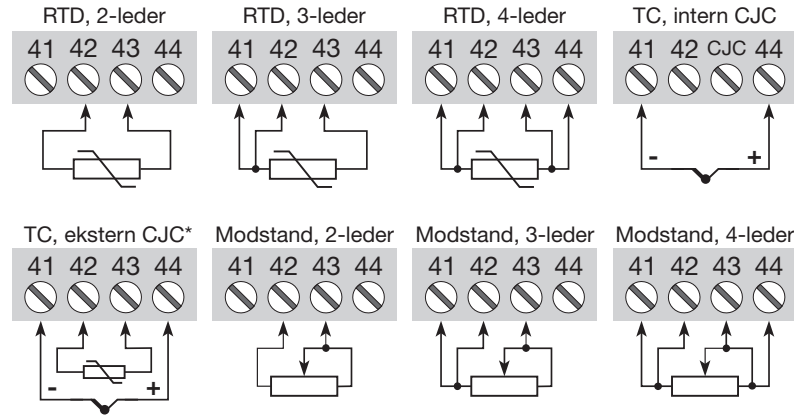 RTD, 2-leder RTD, 3-leder RTD, 4-leder TC, intern CJC
41 42 43 44 41 42 43 44 41 42 43 44 41 42 CJC 44
- +
TC, ekstern CJC* Modstand, 2-leder Modstand, 3-leder Modstand, 4-leder
41 42 43 44 41 42 43 44 41 42 43 44 41 42 43 44
- +